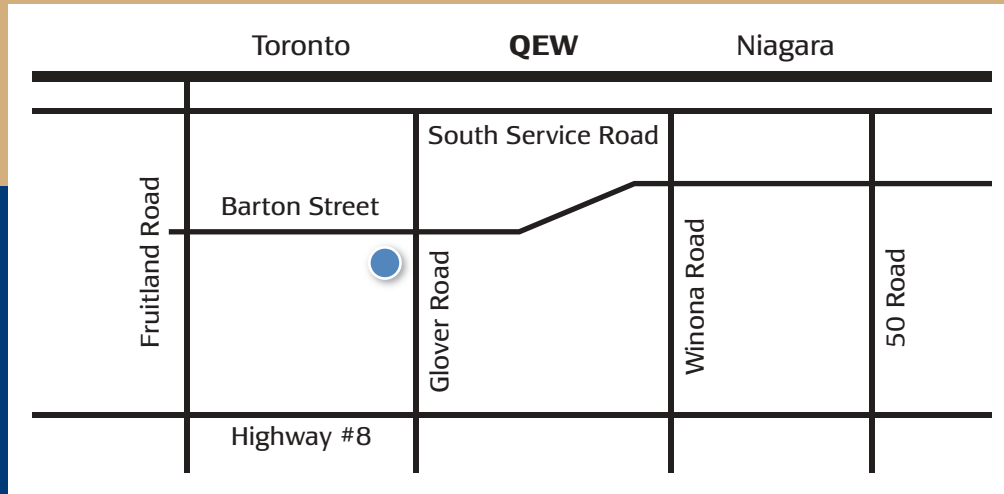 Toronto
QEW
Niagara
South Service Road
Barton Street
Fruitland Road
Glover Road
Winona Road
50 Road
Highway #8